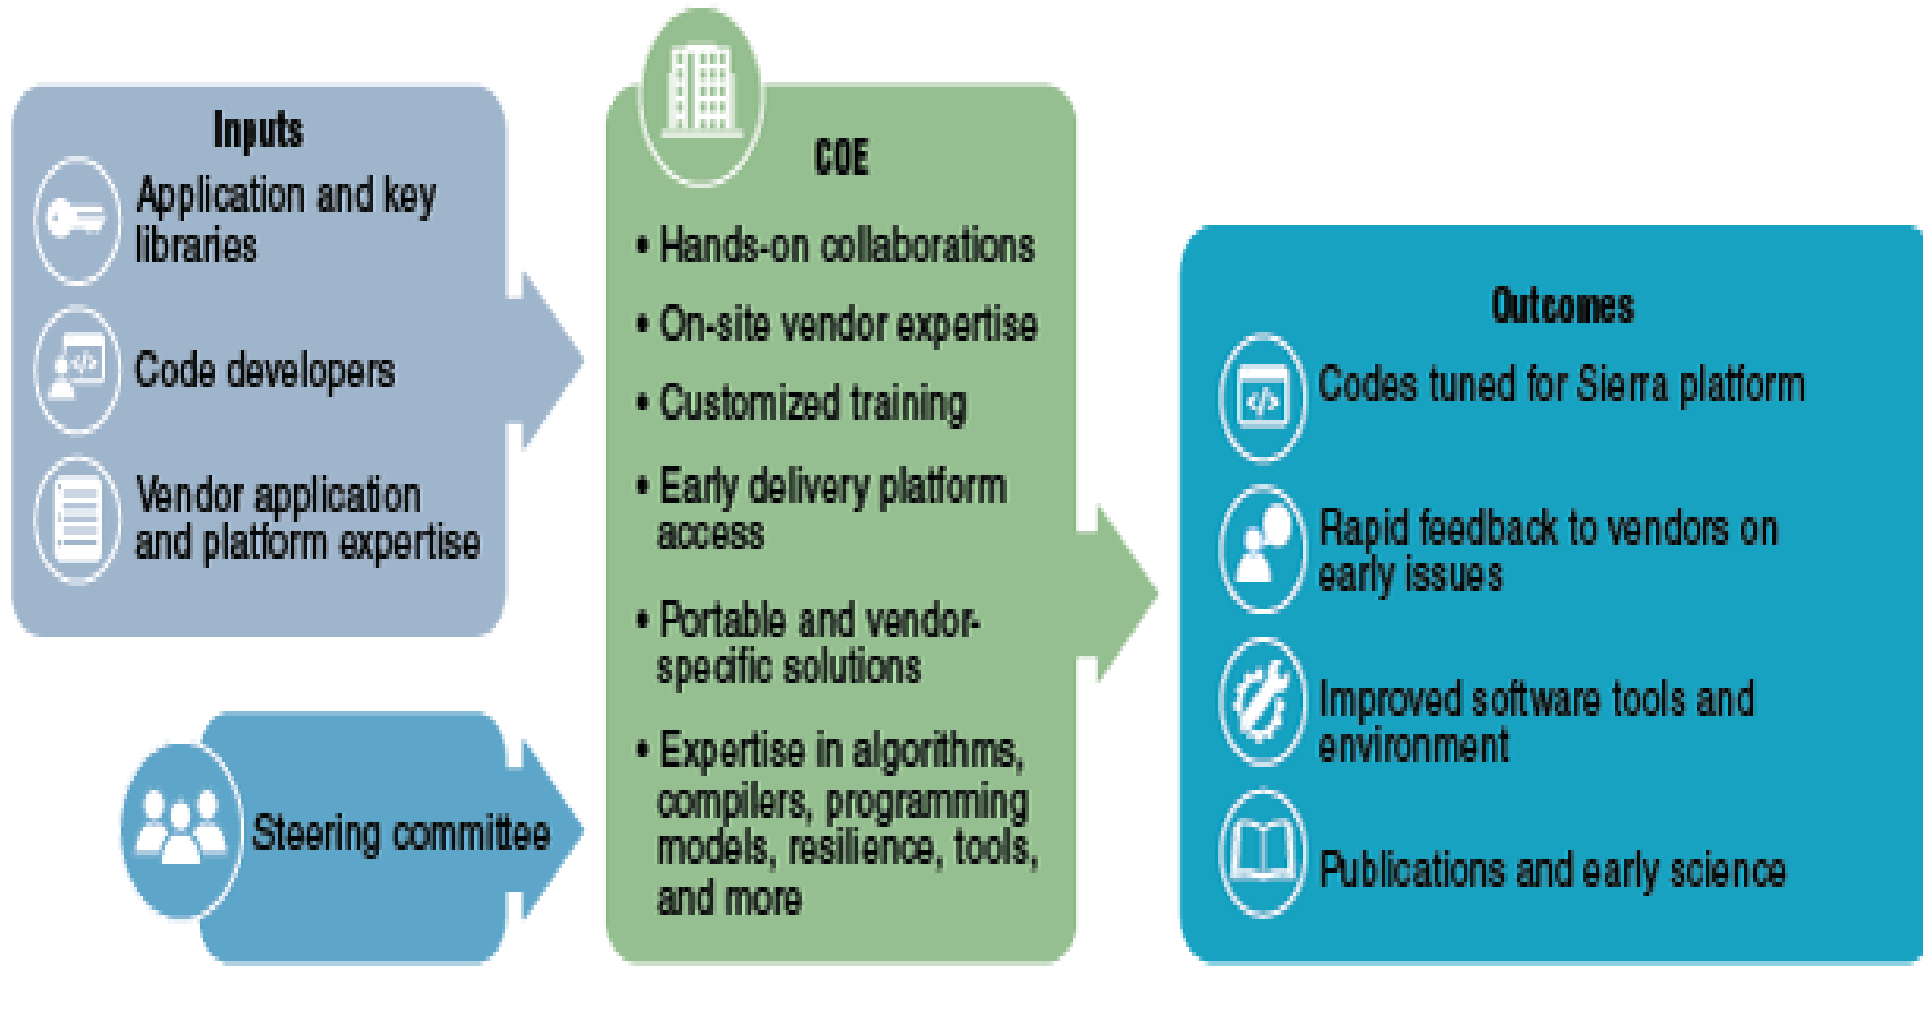 Inputs
Application and key
libraries
Code developers
Vendor application
and platform expertise
Steering committee
COE
• Hands-on collaborations
• On-site vendor expertise
• Customized training
• Early delivery platform
access
• Portable and vendor-
specific solutions
• Expertise in algorithms,
compilers, programming
models, resilience, tools,
and more
Outcomes
Codes tuned for Sierra platform
Rapid feedback to vendors on
early issues
Improved software tools and
environment
Publications and early science